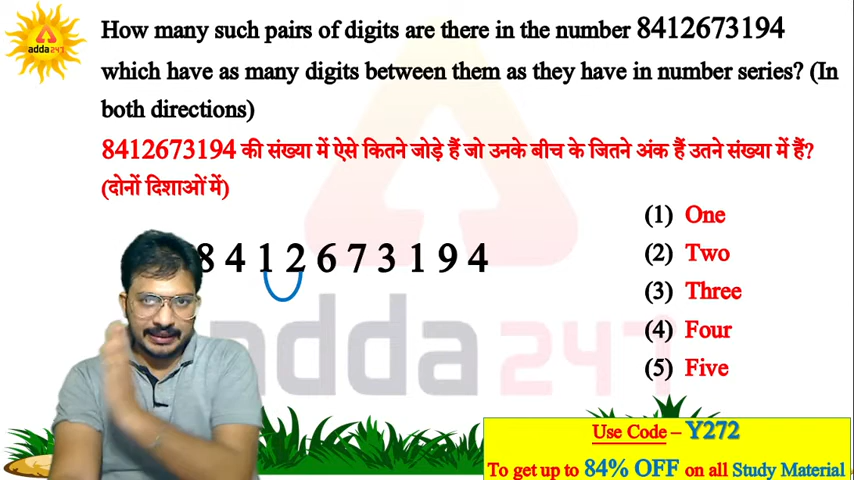 adda247
How many such pairs of digits are there in the number 8412673194
which have as many digits between them as they have in number series? (In
both directions)
8412673194 की संख्या में ऐसे कितने जोड़े हैं जो उनके बीच के जितने अंक हैं उतने संख्या में हैं?
(दोनों दिशाओं में)
8 4 1 2 6 7 3 1 9 4
(1) One
(2) Two
(3) Three
(4) Four
(5) Five
adda247
Use Code – Y272
To get up to 84% OFF on all Study Material